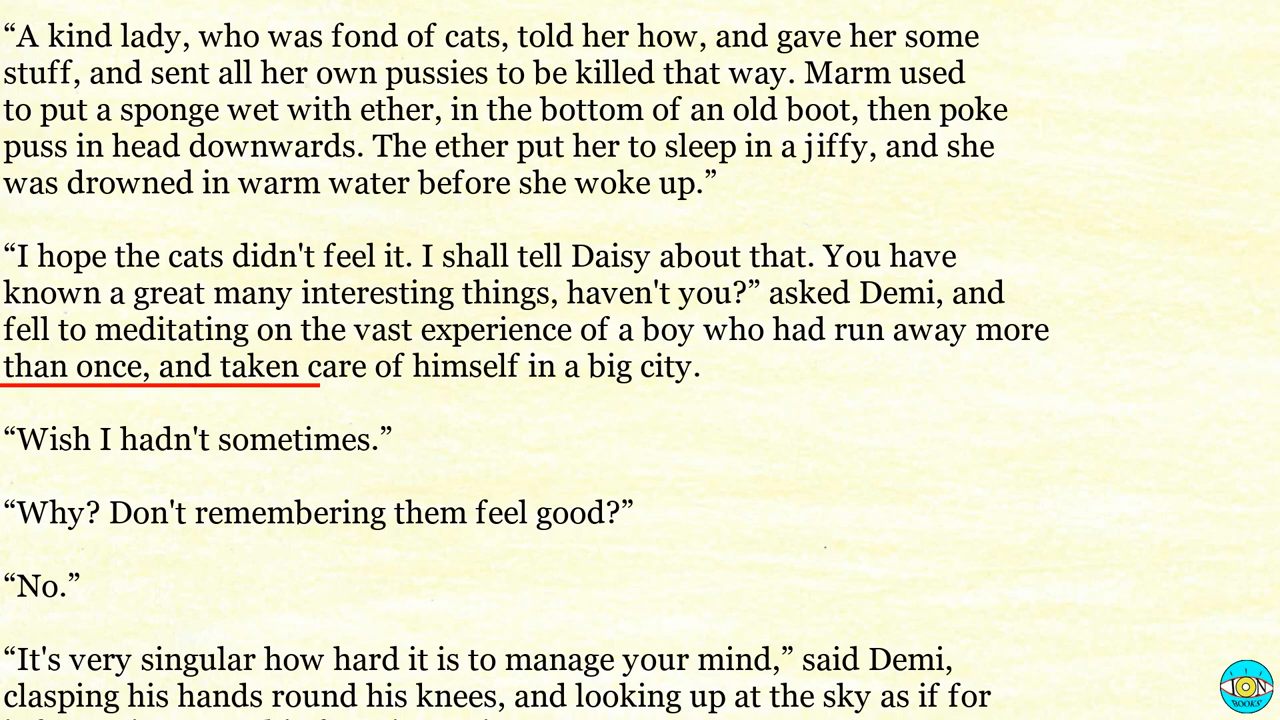 “A kind lady, who was fond of cats, told her how, and gave her some
stuff, and sent all her own pussies to be killed that way. Marm used
to put a sponge wet with ether, in the bottom of an old boot, then poke
puss in head downwards. The ether put her to sleep in a jiffy, and she
was drowned in warm water before she woke up.”
“I hope the cats didn't feel it. I shall tell Daisy about that. You have
known a great many interesting things, haven't you?” asked Demi, and
fell to meditating on the vast experience of a boy who had run away more
than once, and taken care of himself in a big city.
“Wish I hadn't sometimes.”
“Why? Don't remembering them feel good?”
“No.”
“It's very singular how hard it is to manage your mind,” said Demi,
clasping his hands round his knees, and looking up at the sky as if for
ION
BOOKS